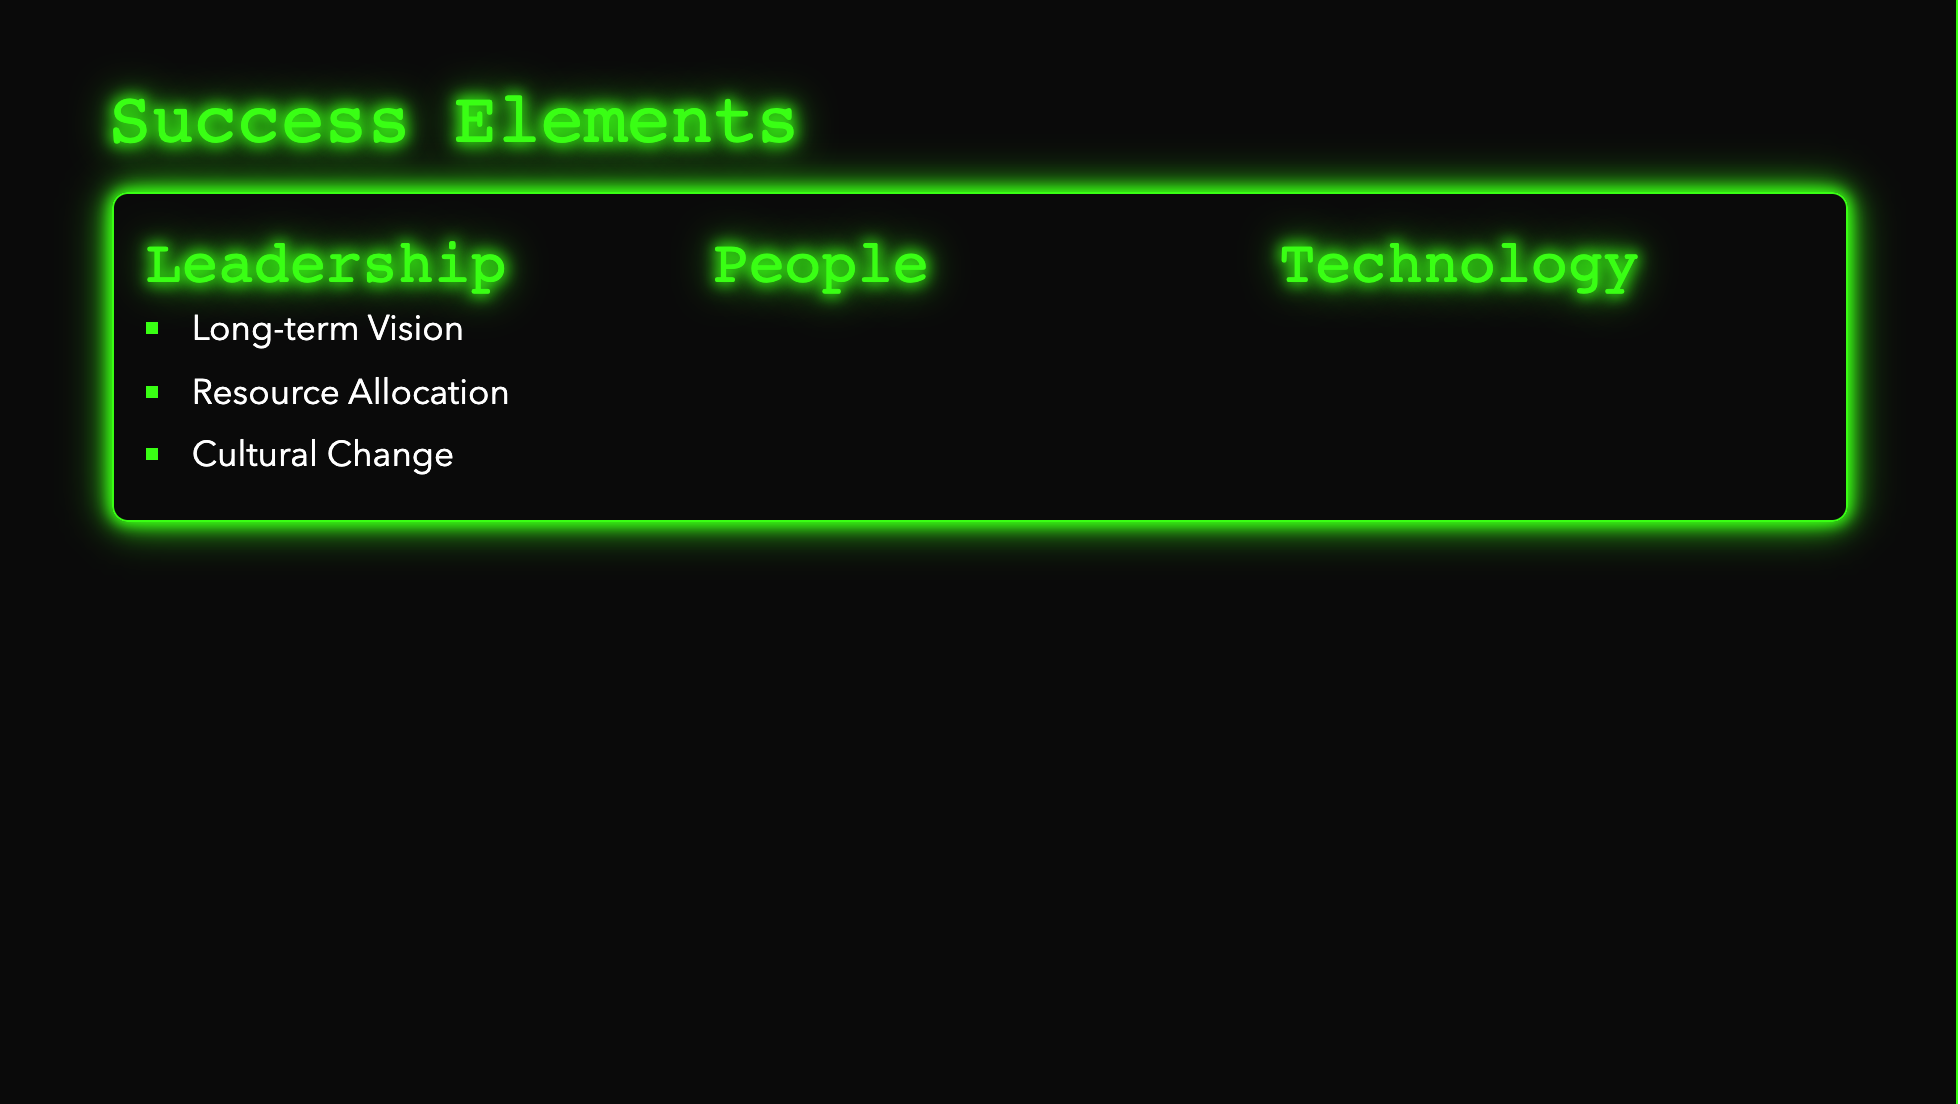 Success Elements
Leadership
Long-term Vision
Resource Allocation
Cultural Change
People
Technology